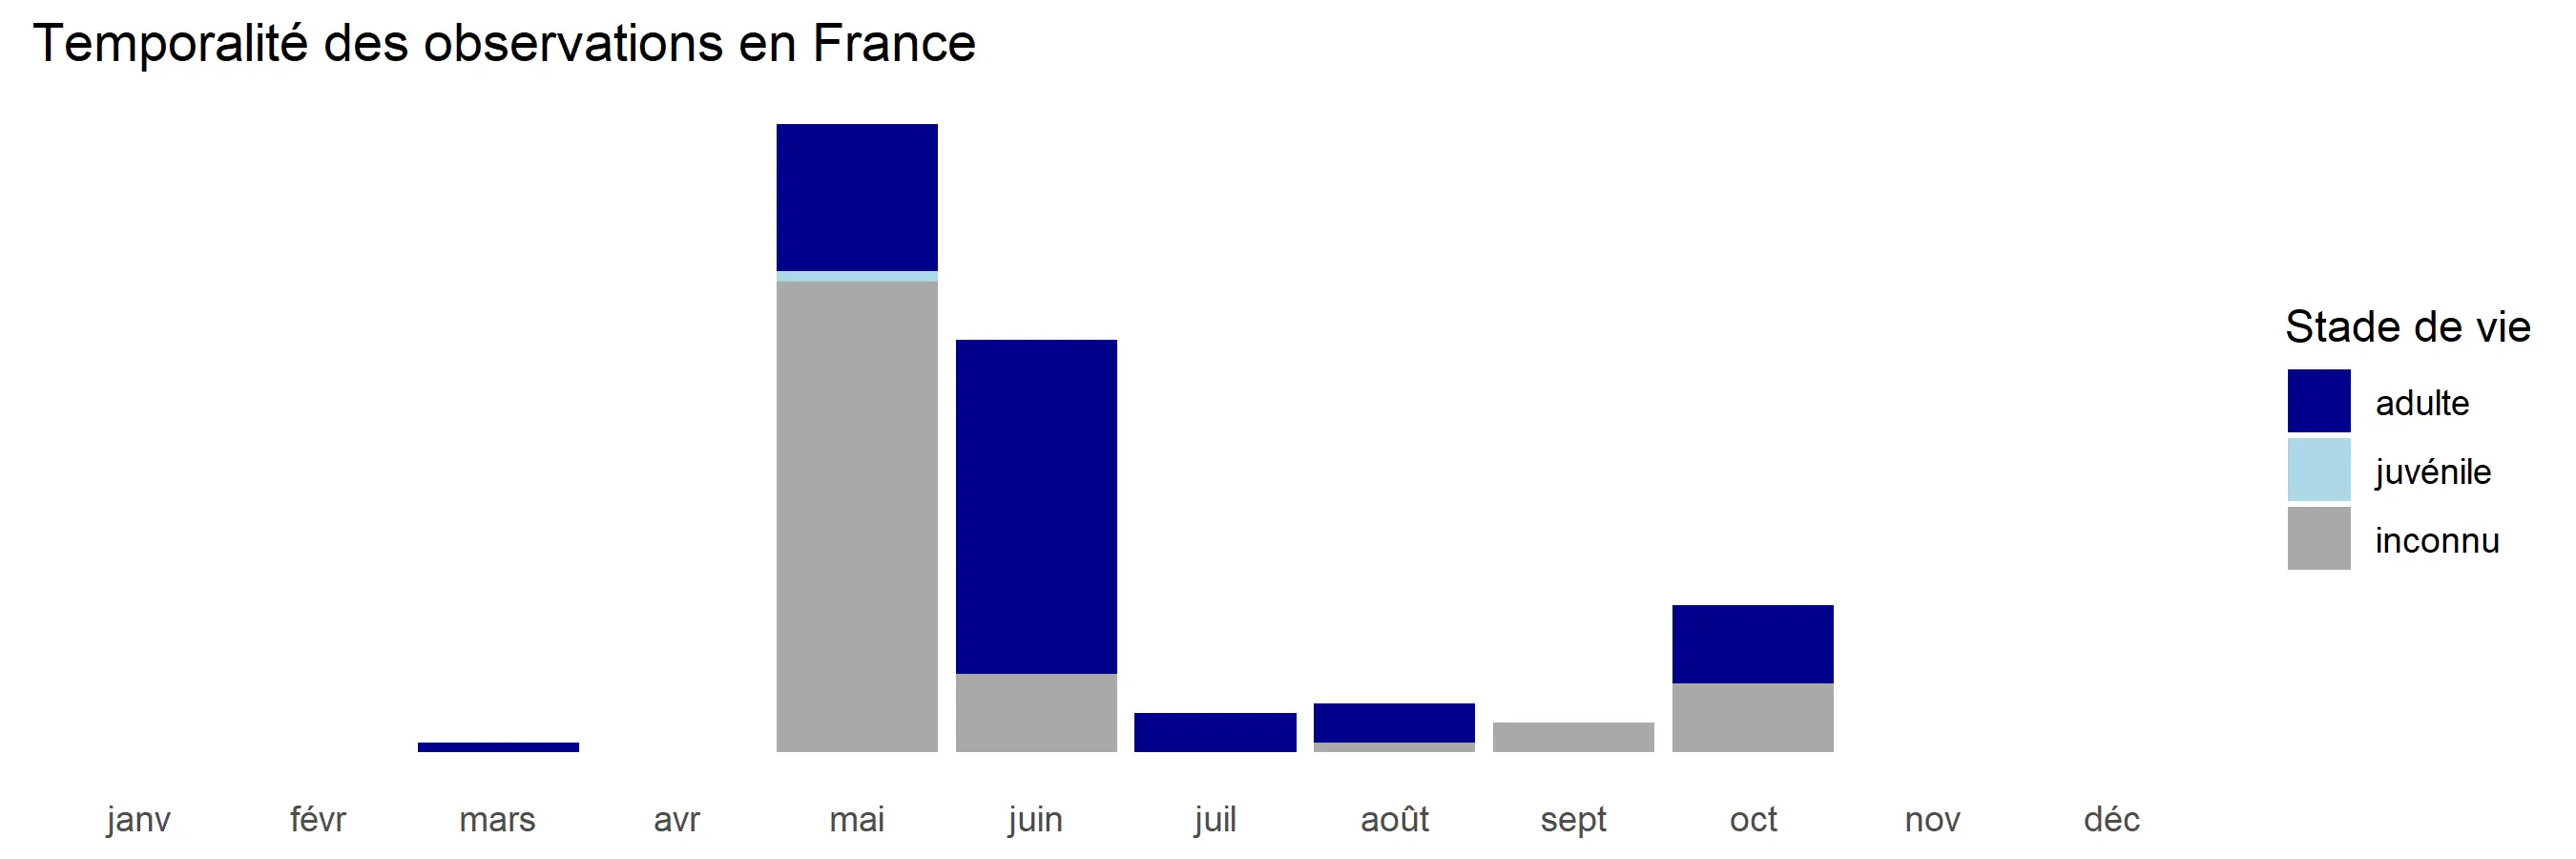 Temporalité des observations en France
Stade de vie
adulte
juvénile
inconnu
janv févr mars avr mai juin juil août sept oct nov déc